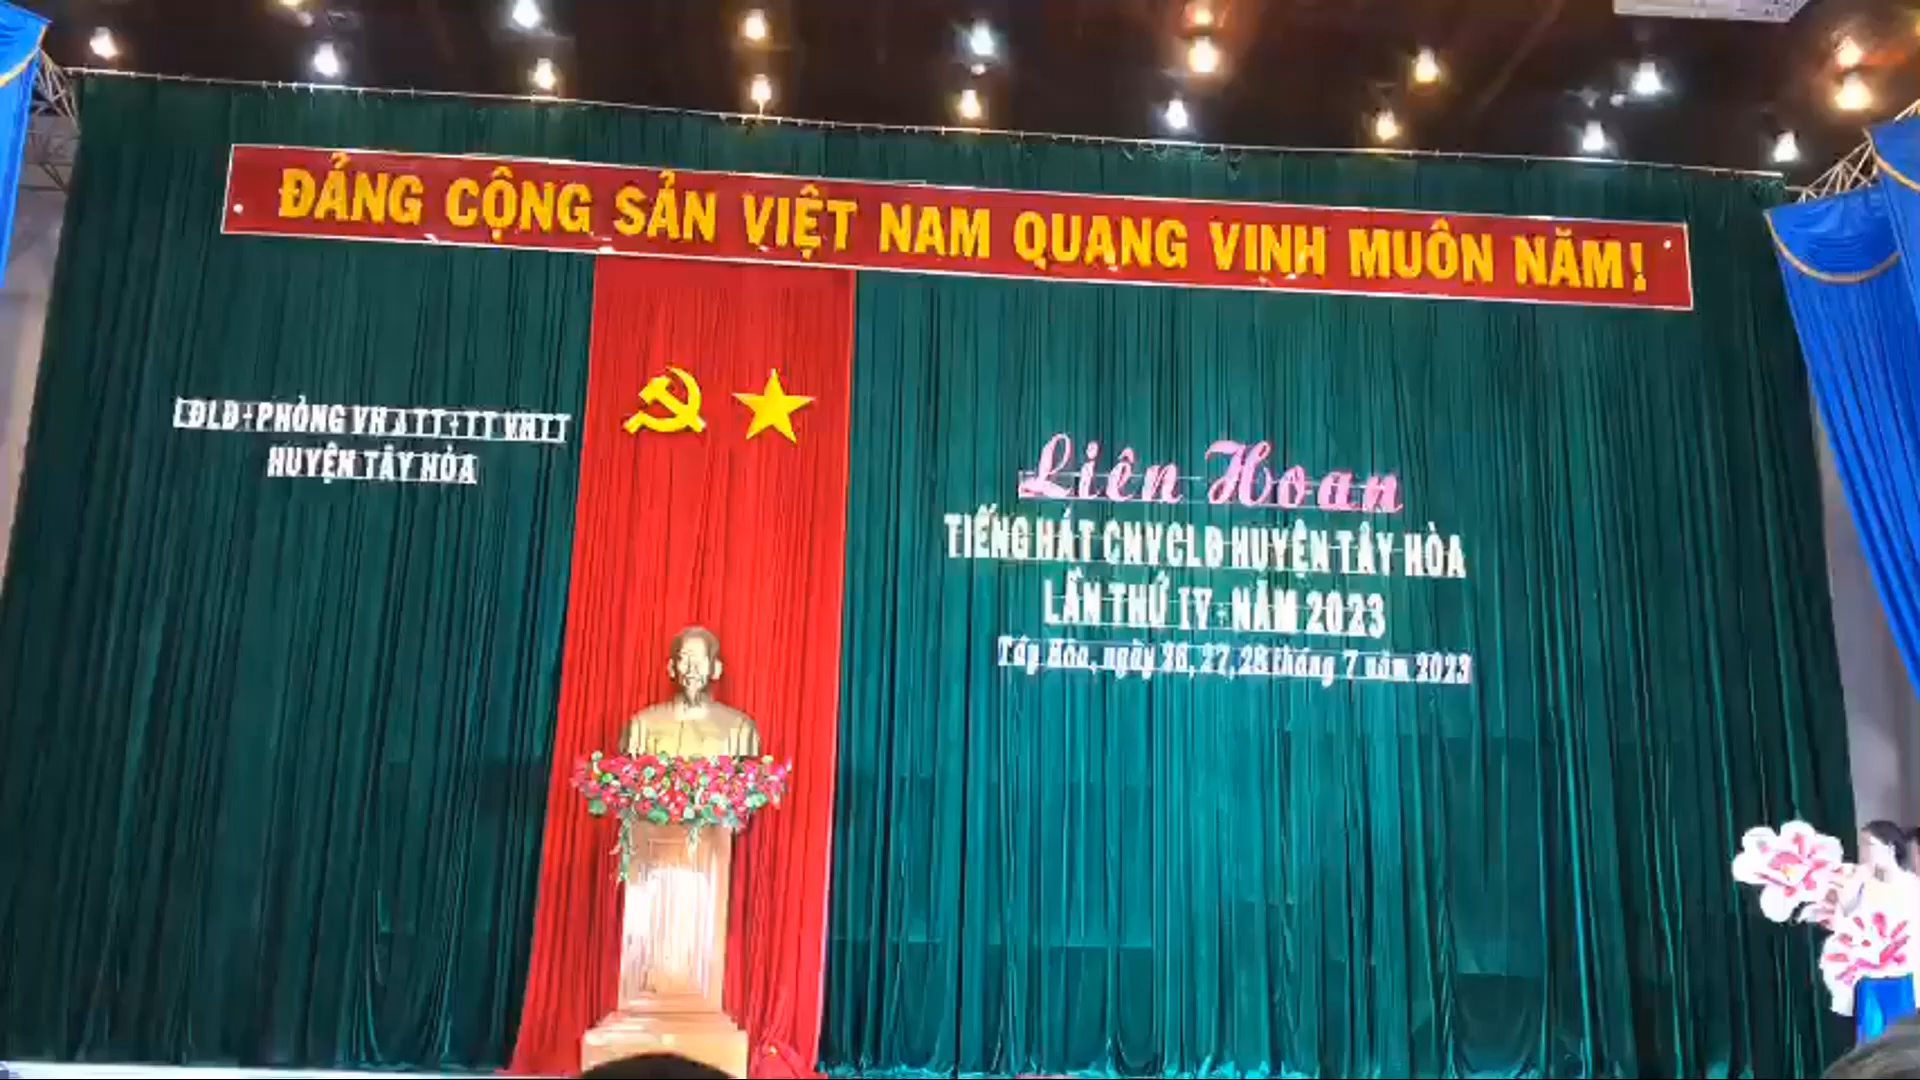 ĐẢNG CỘNG SẢN VIỆT NAM QUANG VINH MUÔN NĂM!
LĐLĐ+PHÒNG VH &TT+TT VHTT
HUYỆN TÂY HÒA
Liên Hoan
TIẾNG HÁT CNVCLĐ HUYỆN TÂY HÒA
LẦN THỨ IV - NĂM 2023
Tây Hòa, ngày 26, 27, 28 tháng 7 năm 2023